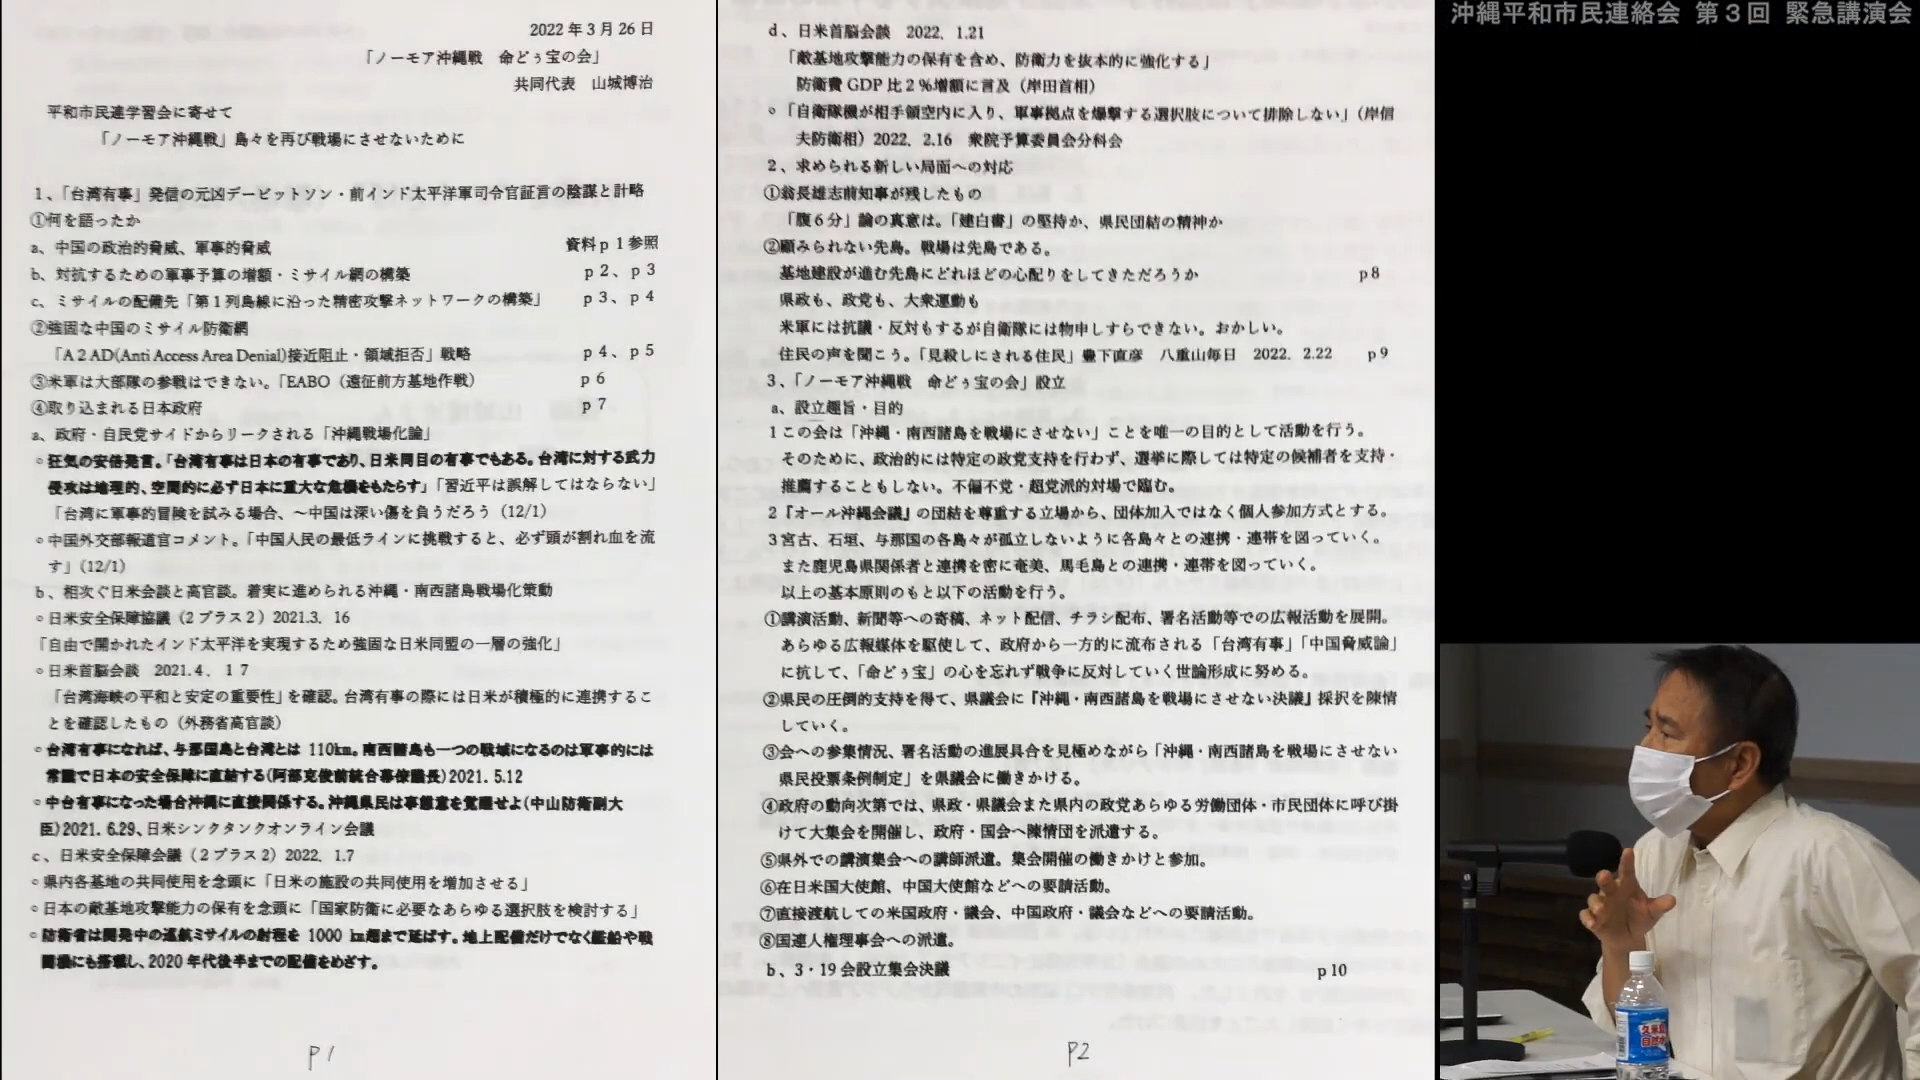 沖縄平和市民連絡会 第3回 緊急講演会
2022年3月26日
「ノーモア沖縄戦 命どぅ宝の会」
共同代表 山城博治
平和市民連学習会に寄せて
「ノーモア沖縄戦」島々を再び戦場にさせないために
1、「台湾有事」発信の元凶デービットソン・前インド太平洋軍司令官証言の陰謀と計略
①何を語ったか
a、中国の政治的脅威、軍事的脅威 資料p1参照
b、対抗するための軍事予算の増額・ミサイル網の構築 p2、p3
c、ミサイルの配備先「第1列島線に沿った精密攻撃ネットワークの構築」 p3、p4
②強固な中国のミサイル防衛網
「A2AD(Anti Access Area Denial)接近阻止・領域拒否」戦略 p4、p5
③米軍は大部隊の参戦はできない。「EABO（遠征前方基地作戦） p6
④取り込まれる日本政府 p7
a、政府・自民党サイドからリークされる「沖縄戦場化論」
◦狂気の安倍発言。「台湾有事は日本の有事であり、日米同目の有事でもある。台湾に対する武力
侵攻は地理的、空間的に必ず日本に重大な危機をもたらす」「習近平は誤解してはならない」
「台湾に軍事的冒険を試みる場合、～中国は深い傷を負うだろう（12/1）
◦中国外交部報道官コメント。「中国人民の最低ラインに挑戦すると、必ず頭が割れ血を流
す」（12/1）
b、相次ぐ日米会談と高官談。着実に進められる沖縄・南西諸島戦場化策動
◦日米安全保障協議（2プラス2）2021.3. 16
「自由で開かれたインド太平洋を実現するため強固な日米同盟の一層の強化」
◦日米首脳会談 2021.4. 17
「台湾海峡の平和と安定の重要性」を確認。台湾有事の際には日米が積極的に連携するこ
とを確認したもの（外務省高官談）
◦台湾有事になれば、与那国島と台湾とは110km。南西諸島も一つの戦域になるのは軍事的には
常識で日本の安全保障に直結する(阿部克俊前統合幕僚議長)2021. 5.12
◦中台有事になった場合沖縄に直接関係する。沖縄県民は事態意を覚醒せよ(中山防衛副大
臣)2021. 6.29、日米シンクタンクオンライン会議
c、日米安全保障会議（2プラス2）2022. 1.7
◦県内各基地の共同使用を念頭に「日米の施設の共同使用を増加させる」
◦日本の敵基地攻撃能力の保有を念頭に「国家防衛に必要なあらゆる選択肢を検討する」
◦防衛省は開発中の巡航ミサイルの射程を1000㎞超まで延ばす。地上配備だけでなく艦船や戦
闘機にも搭載し、2020年代後半までの配備をめざす。
p1
d、日米首脳会談 2022. 1.21
「敵基地攻撃能力の保有を含め、防衛力を抜本的に強化する」
防衛費GDP比2%増額に言及（岸田首相）
◦「自衛隊機が相手領空内に入り、軍事拠点を爆撃する選択肢について排除しない」（岸信
夫防衛相）2022. 2.16 衆院予算委員会分科会
2、求められる新しい局面への対応
①翁長雄志前知事が残したもの
「腹6分」論の真意は。「建白書」の堅持か、県民団結の精神か
②顧みられない先島。戦場は先島である。
基地建設が進む先島にどれほどの心配りをしてきただろうか p8
県政も、政党も、大衆運動も
米軍には抗議・反対もするが自衛隊には物申しすらできない。おかしい。
住民の声を聞こう。「見殺しにされる住民」豊下直彦 八重山毎日 2022. 2.22 p9
3、「ノーモア沖縄戦 命どぅ宝の会」設立
a、設立趣旨・目的
1この会は「沖縄・南西諸島を戦場にさせない」ことを唯一の目的として活動を行う。
そのために、政治的には特定の政党支持を行わず、選挙に際しては特定の候補者を支持・
推薦することもしない。不偏不党・超党派的対場で臨む。
2『オール沖縄会議』の団結を尊重する立場から、団体加入ではなく個人参加方式とする。
3宮古、石垣、与那国の各島々が孤立しないように各島々との連携・連帯を図っていく。
また鹿児島県関係者と連携を密に奄美、馬毛島との連携・連帯を図っていく。
以上の基本原則のもと以下の活動を行う。
①講演活動、新聞等への寄稿、ネット配信、チラシ配布、署名活動等での広報活動を展開。
あらゆる広報媒体を駆使して、政府から一方的に流布される「台湾有事」「中国脅威論」
に抗して、「命どぅ宝」の心を忘れず戦争に反対していく世論形成に努める。
②県民の圧倒的支持を得て、県議会に『沖縄・南西諸島を戦場にさせない決議』採択を陳情
していく。
③会への参集情況、署名活動の進展具合を見極めながら「沖縄・南西諸島を戦場にさせない
県民投票条例制定」を県議会に働きかける。
④政府の動向次第では、県政・県議会また県内の政党あらゆる労働団体・市民団体に呼び掛
けて大集会を開催し、政府・国会へ陳情団を派遣する。
⑤県外での講演集会への講師派遣。集会開催の働きかけと参加。
⑥在日米国大使館、中国大使館などへの要請活動。
⑦直接渡航しての米国政府・議会、中国政府・議会などへの要請活動。
⑧国連人権理事会への派遣。
b、3・19会設立集会決議 p10
P2